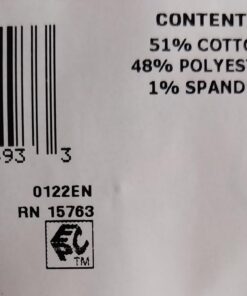 CONTENT
51% COTTO
48% POLYEST
1% SPAND
93 3
0122EN
RN 15763
TM